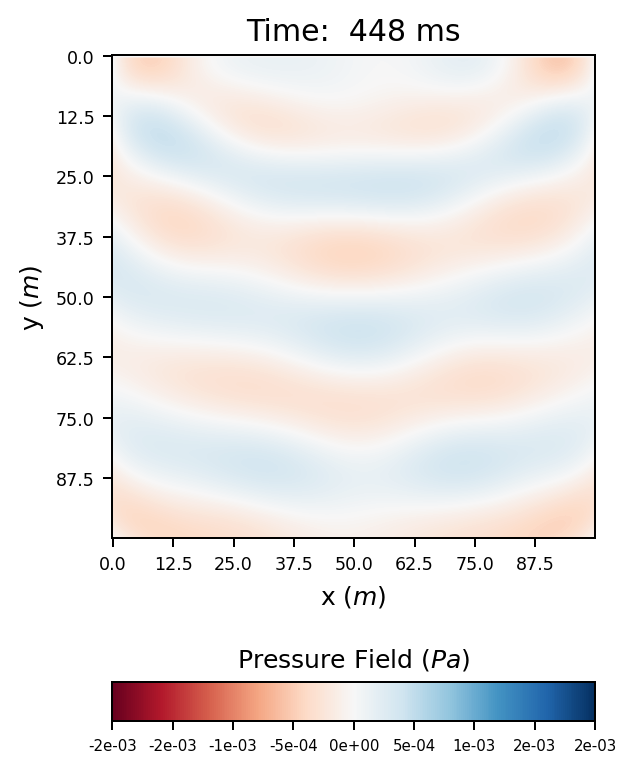 Time:  448 ms
0.0
12.5
25.0
37.5
50.0
62.5
75.0
87.5
y (m)
0.0 12.5 25.0 37.5 50.0 62.5 75.0 87.5
x (m)
Pressure Field (Pa)
-2e-03 -2e-03 -1e-03 -5e-04 0e+00 5e-04 1e-03 2e-03 2e-03